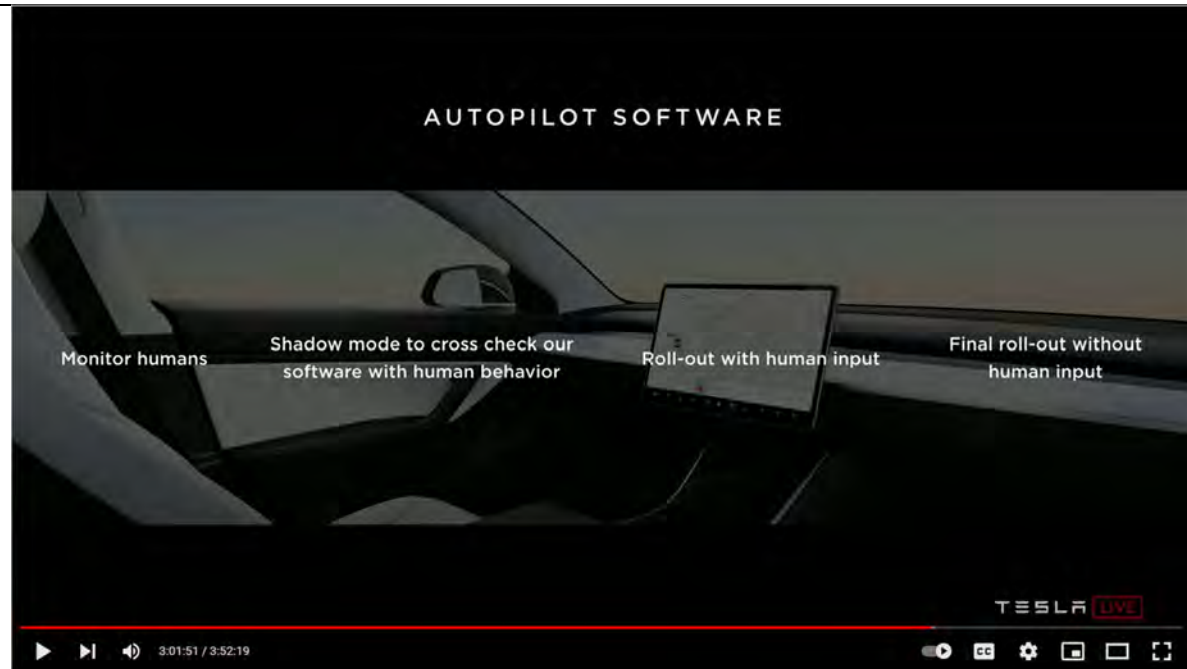 AUTOPILOT SOFTWARE
Monitor humans
Shadow mode to cross check our
software with human behavior
Roll-out with human input
Final roll-out without
human input
TESLA LIVE
3:01:51 / 3:52:19
CC